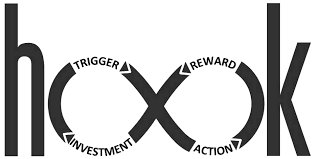 hook
TRIGGER
REWARD
INVESTMENT
ACTION